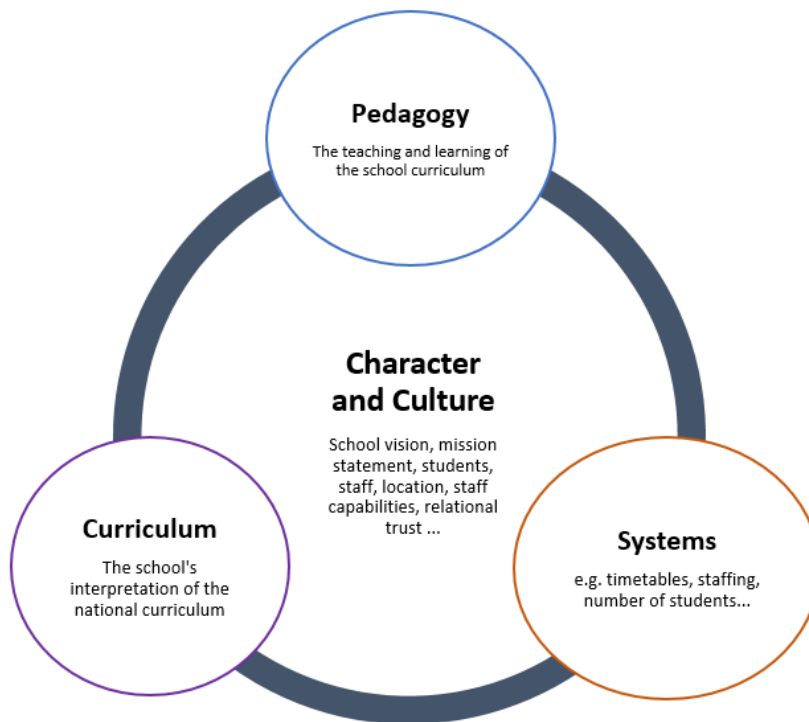 Pedagogy
The teaching and learning of
the school curriculum
Character
and Culture
School vision, mission
statement, students,
staff, location, staff
capabilities, relational
trust ...
Curriculum
The school's
interpretation of the
national curriculum
Systems
e.g. timetables, staffing,
number of students...